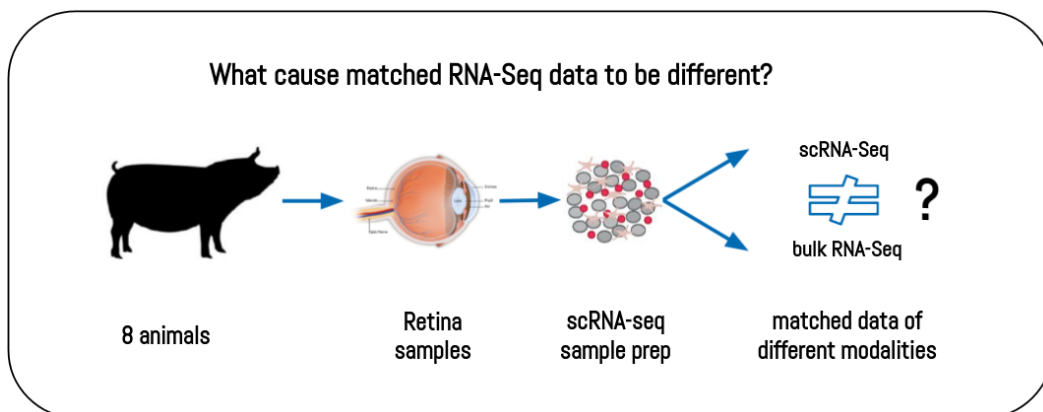 What cause matched RNA-Seq data to be different?
scRNA-Seq
≠ ?
bulk RNA-Seq
8 animals
Retina
samples
scRNA-seq
sample prep
matched data of
different modalities